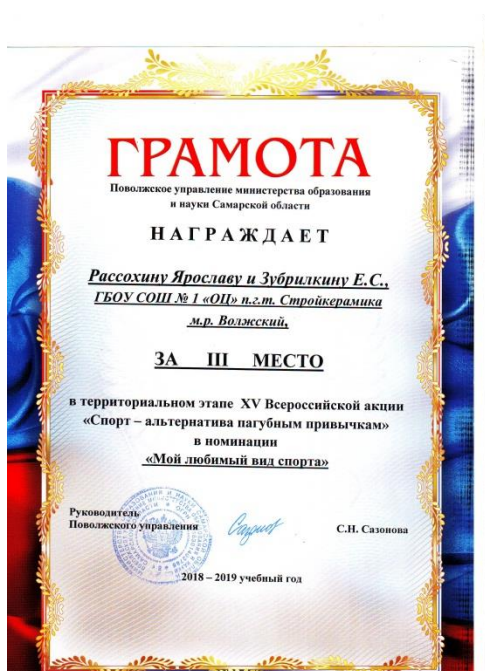 ГРАМОТА
Поволжское управление министерства образования
и науки Самарской области
НАГРАЖДАЕТ
Рассохину Ярославу и Зубрилкину Е.С.,
ГБОУ СОШ № 1 «ОЦ» п.г.т. Стройкерамика
м.р. Волжский,
ЗА III МЕСТО
в территориальном этапе XV Всероссийской акции
«Спорт – альтернатива пагубным привычкам»
в номинации
«Мой любимый вид спорта»
Руководитель
Поволжского управления
С.Н. Сазонова
2018 – 2019 учебный год